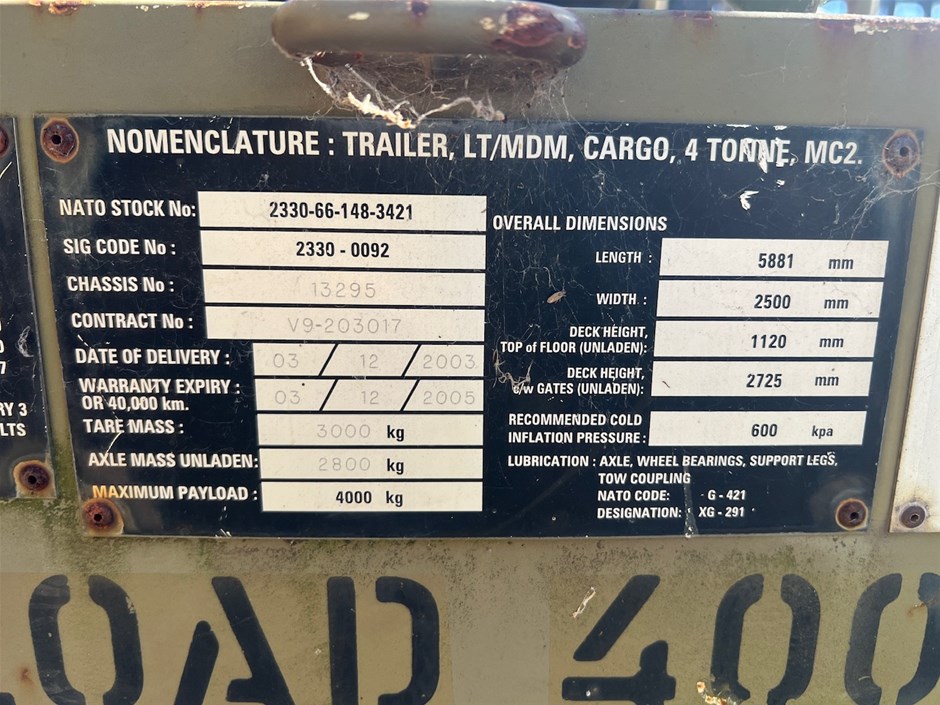 NOMENCLATURE : TRAILER, LT/MDM, CARGO, 4 TONNE, MC2.
NATO STOCK No: 2330-66-148-3421
SIG CODE No : 2330 - 0092
CHASSIS No : 13295
CONTRACT No : V9-203017
DATE OF DELIVERY : 03 / 12 / 2003
WARRANTY EXPIRY : 03 / 12 / 2005
OR 40,000 km.
TARE MASS : 3000 kg
AXLE MASS UNLADEN: 2800 kg
MAXIMUM PAYLOAD : 4000 kg
OVERALL DIMENSIONS
LENGTH : 5881 mm
WIDTH : 2500 mm
DECK HEIGHT,
TOP of FLOOR (UNLADEN): 1120 mm
DECK HEIGHT,
c/w GATES (UNLADEN): 2725 mm
RECOMMENDED COLD
INFLATION PRESSURE : 600 kpa
LUBRICATION : AXLE, WHEEL BEARINGS, SUPPORT LEGS,
TOW COUPLING
NATO CODE: G - 421
DESIGNATION: XG - 291
RY 3
LTS
OAD 400